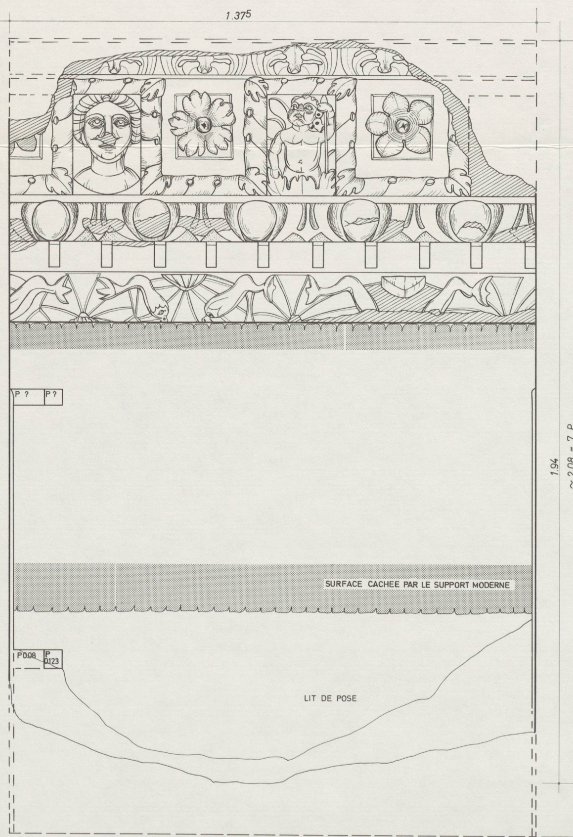 1.375
P ? P ?
1.94
≃ 2.08 = 7 P
SURFACE CACHEE PAR LE SUPPORT MODERNE
P 0.08 P 0.123
LIT DE POSE